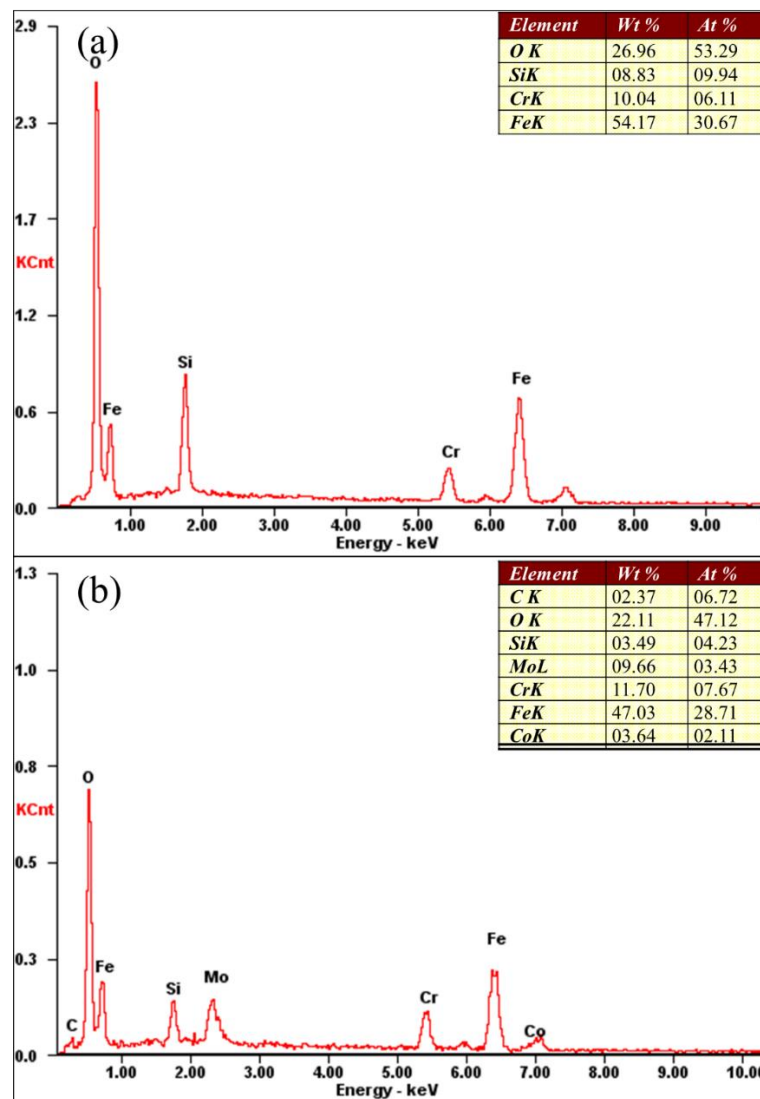 (a)
2.9
2.3
1.7
KCnt
1.2
0.6
0.0
O
Fe
Si
Cr
Fe
1.00 2.00 3.00 4.00 5.00 6.00 7.00 8.00 9.00
Energy - keV
Element Wt % At %
O K 26.96 53.29
SiK 08.83 09.94
CrK 10.04 06.11
FeK 54.17 30.67
(b)
1.3
1.0
0.8
KCnt
0.5
0.3
0.0
C
O
Fe
Si
Mo
Cr
Fe
Co
1.00 2.00 3.00 4.00 5.00 6.00 7.00 8.00 9.00 10.0
Energy - keV
Element Wt % At %
C K 02.37 06.72
O K 22.11 47.12
SiK 03.49 04.23
MoL 09.66 03.43
CrK 11.70 07.67
FeK 47.03 28.71
CoK 03.64 02.11